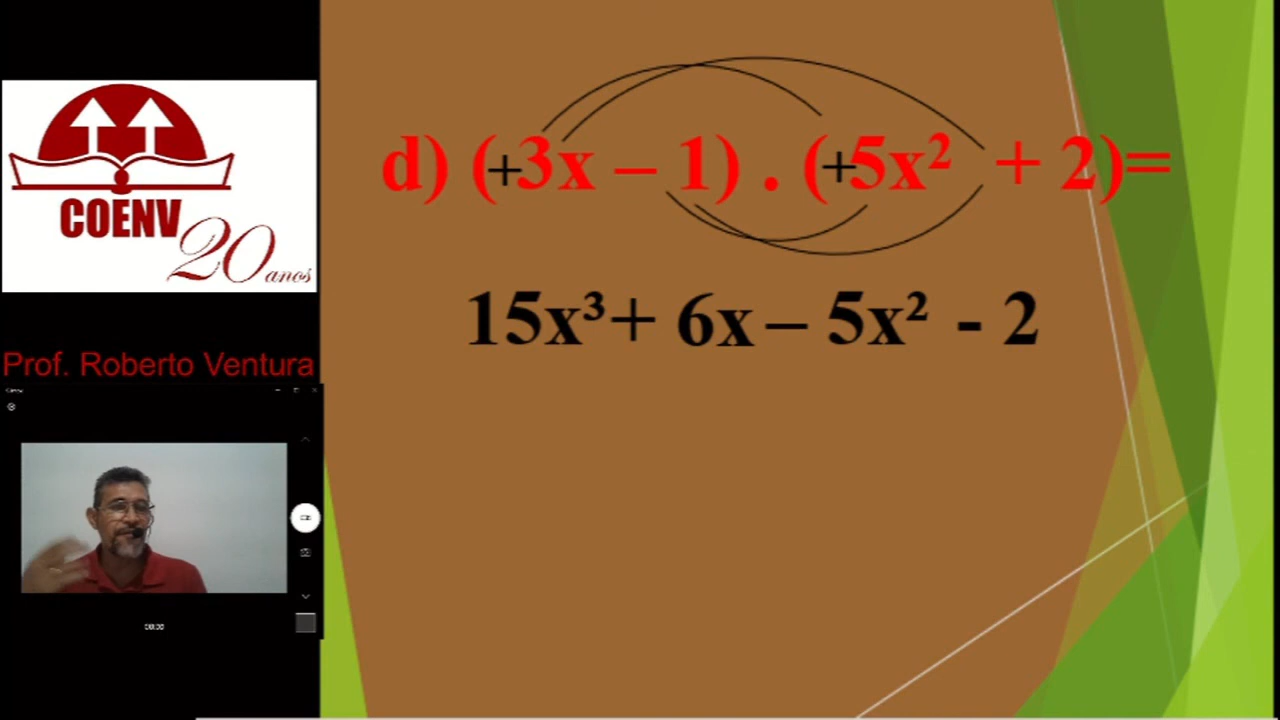 COENV
20 anos
Prof. Roberto Ventura
d) (+3x – 1) . (+5x² + 2)=
15x³+ 6x – 5x² - 2